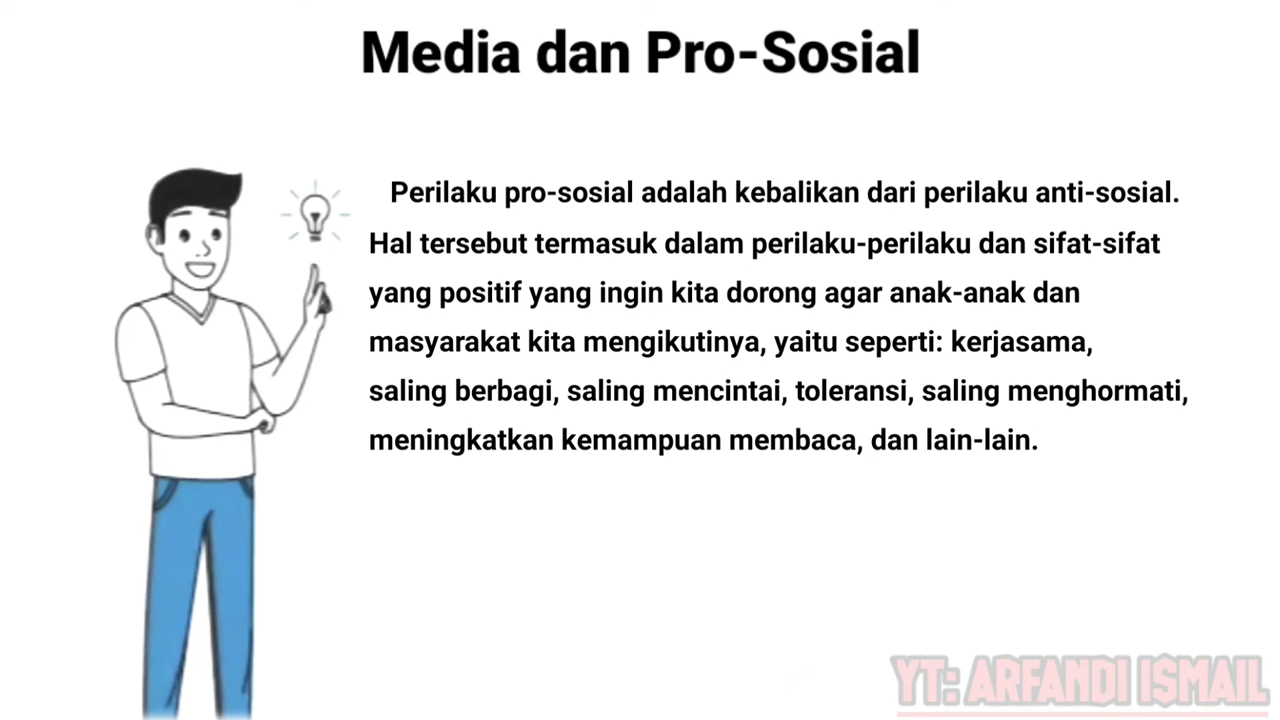 Media dan Pro-Sosial
Perilaku pro-sosial adalah kebalikan dari perilaku anti-sosial.
Hal tersebut termasuk dalam perilaku-perilaku dan sifat-sifat
yang positif yang ingin kita dorong agar anak-anak dan
masyarakat kita mengikutinya, yaitu seperti: kerjasama,
saling berbagi, saling mencintai, toleransi, saling menghormati,
meningkatkan kemampuan membaca, dan lain-lain.
YT: ARFANDI ISMAIL